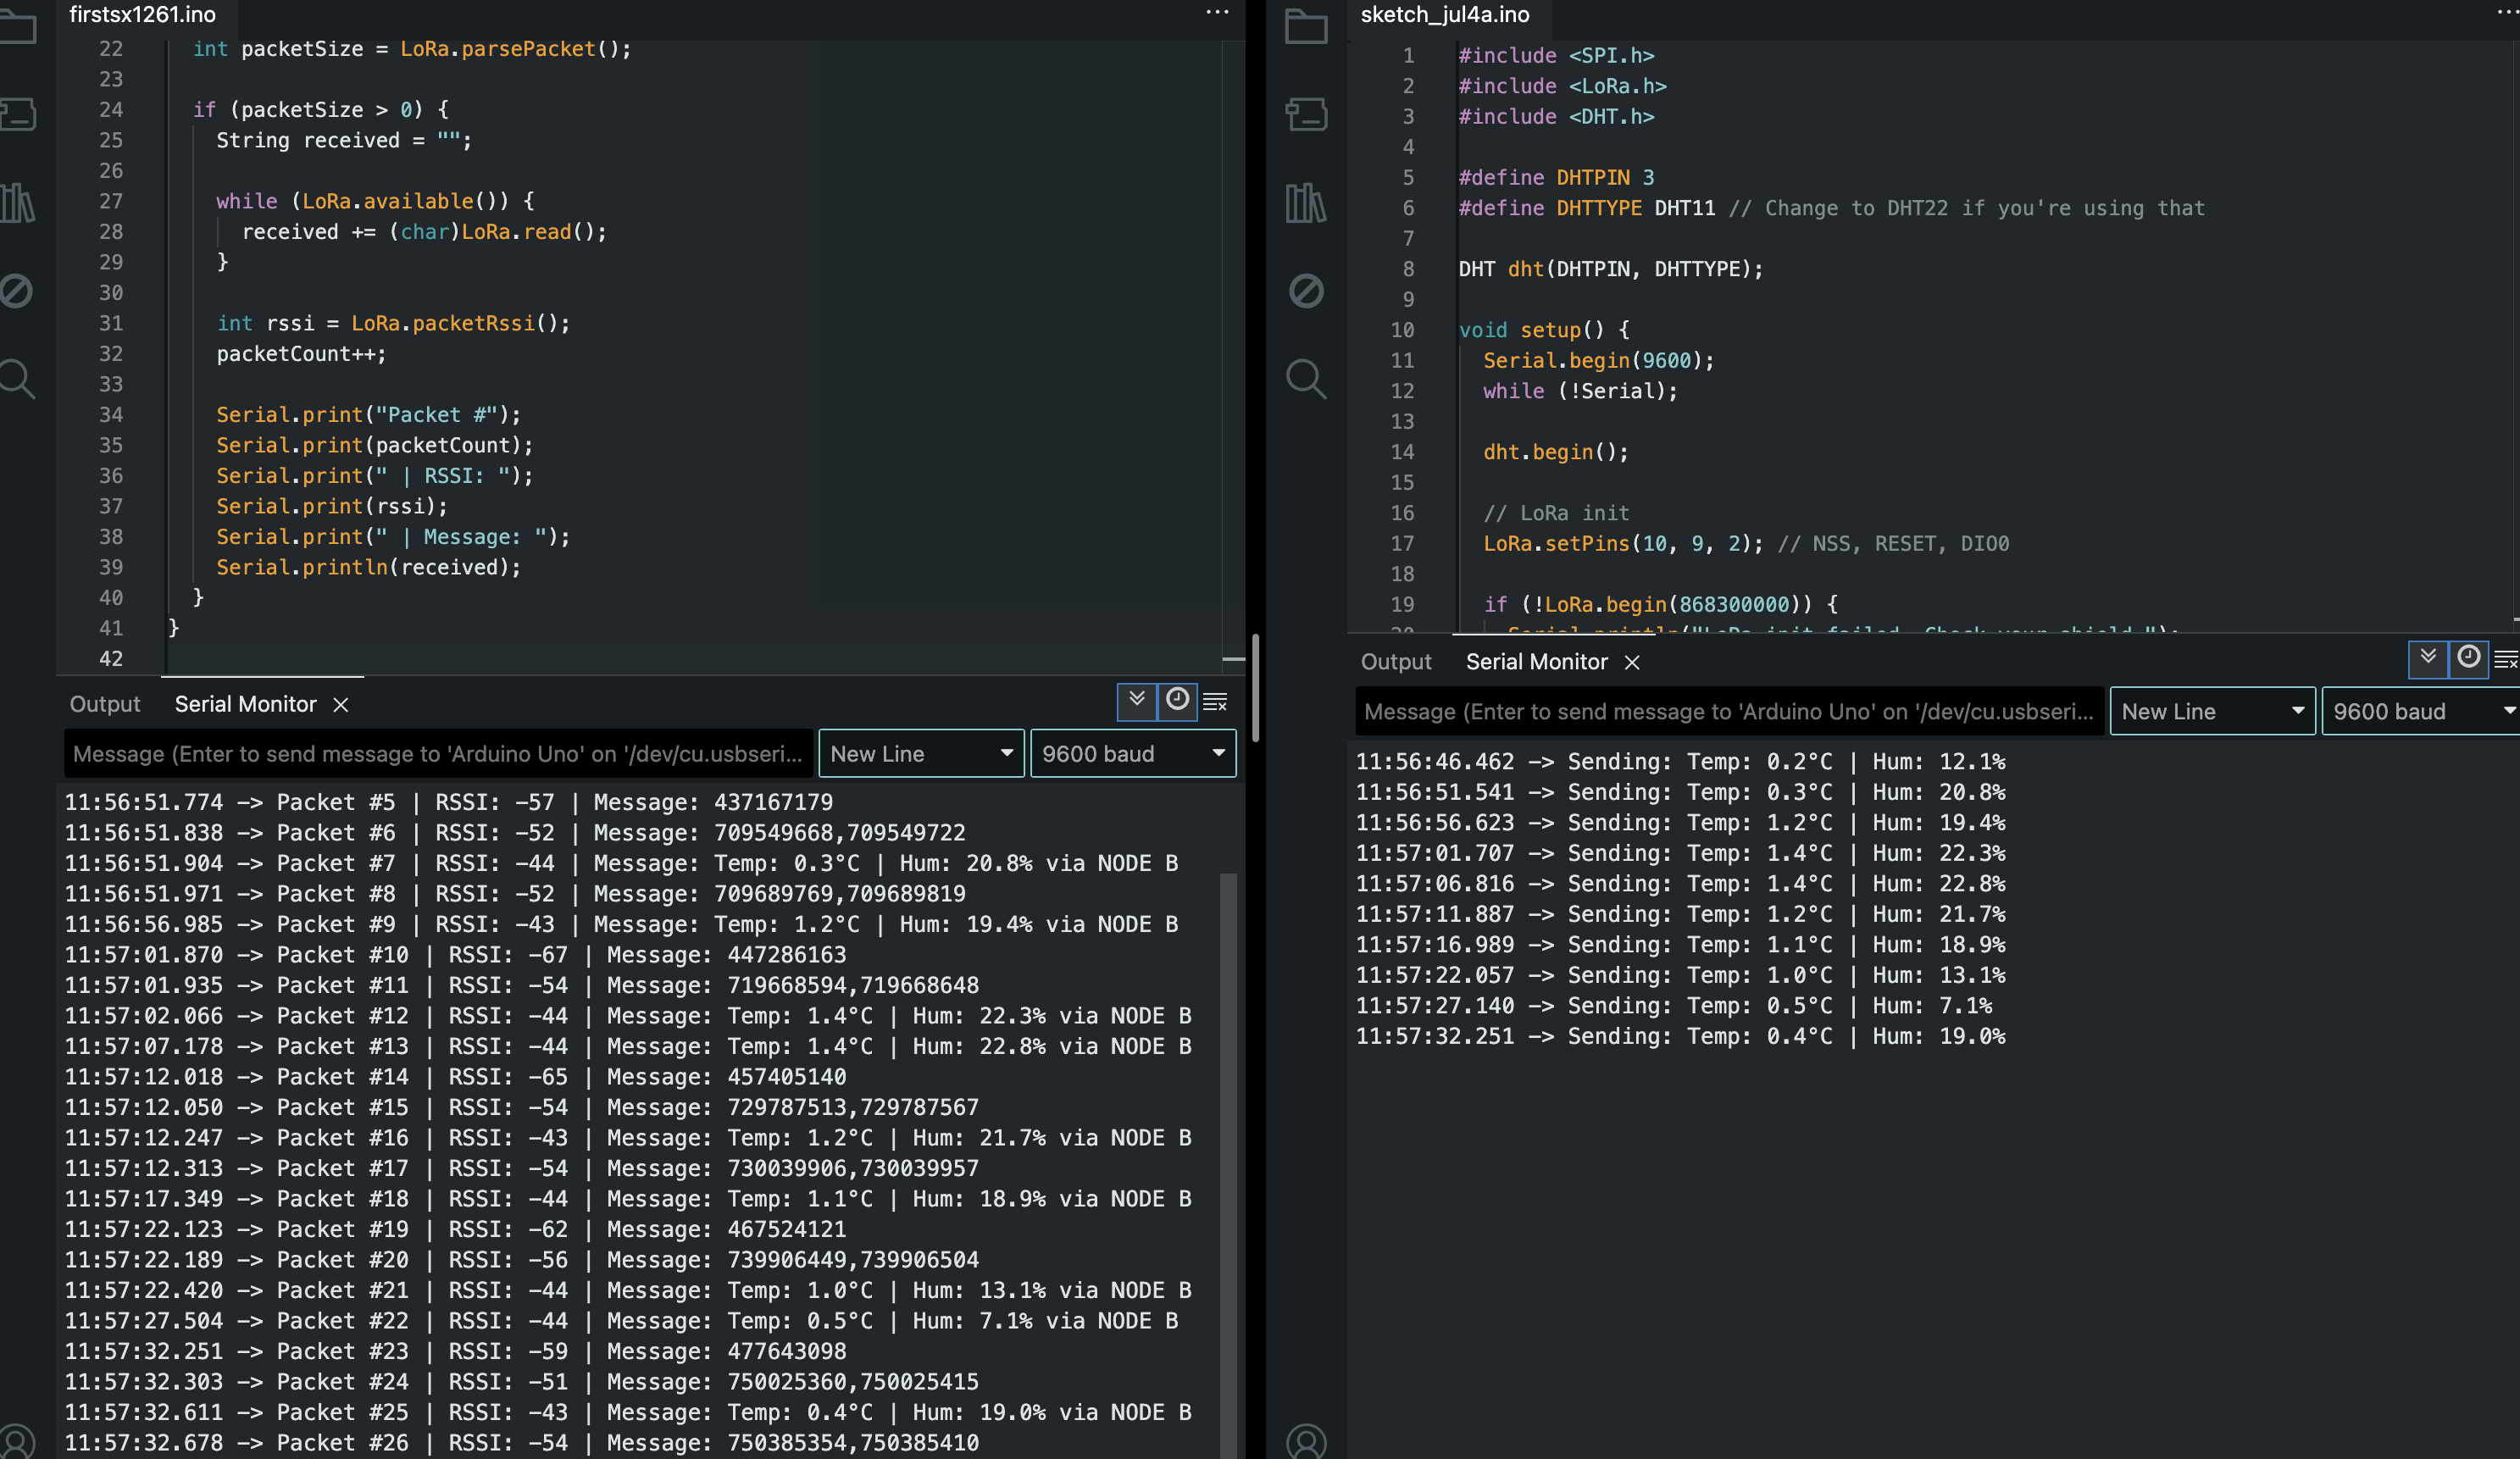 firstsx1261.ino
...
22 int packetSize = LoRa.parsePacket();
23
24 if (packetSize > 0) {
25 String received = "";
26
27 while (LoRa.available()) {
28 received += (char)LoRa.read();
29 }
30
31 int rssi = LoRa.packetRssi();
32 packetCount++;
33
34 Serial.print("Packet #");
35 Serial.print(packetCount);
36 Serial.print(" | RSSI: ");
37 Serial.print(rssi);
38 Serial.print(" | Message: ");
39 Serial.println(received);
40 }
41 }
42
Output Serial Monitor ×
Message (Enter to send message to 'Arduino Uno' on '/dev/cu.usbseri... New Line 9600 baud
11:56:51.774 -> Packet #5 | RSSI: -57 | Message: 437167179
11:56:51.838 -> Packet #6 | RSSI: -52 | Message: 709549668,709549722
11:56:51.904 -> Packet #7 | RSSI: -44 | Message: Temp: 0.3°C | Hum: 20.8% via NODE B
11:56:51.971 -> Packet #8 | RSSI: -52 | Message: 709689769,709689819
11:56:56.985 -> Packet #9 | RSSI: -43 | Message: Temp: 1.2°C | Hum: 19.4% via NODE B
11:57:01.870 -> Packet #10 | RSSI: -67 | Message: 447286163
11:57:01.935 -> Packet #11 | RSSI: -54 | Message: 719668594,719668648
11:57:02.066 -> Packet #12 | RSSI: -44 | Message: Temp: 1.4°C | Hum: 22.3% via NODE B
11:57:07.178 -> Packet #13 | RSSI: -44 | Message: Temp: 1.4°C | Hum: 22.8% via NODE B
11:57:12.018 -> Packet #14 | RSSI: -65 | Message: 457405140
11:57:12.050 -> Packet #15 | RSSI: -54 | Message: 729787513,729787567
11:57:12.247 -> Packet #16 | RSSI: -43 | Message: Temp: 1.2°C | Hum: 21.7% via NODE B
11:57:12.313 -> Packet #17 | RSSI: -54 | Message: 730039906,730039957
11:57:17.349 -> Packet #18 | RSSI: -44 | Message: Temp: 1.1°C | Hum: 18.9% via NODE B
11:57:22.123 -> Packet #19 | RSSI: -62 | Message: 467524121
11:57:22.189 -> Packet #20 | RSSI: -56 | Message: 739906449,739906504
11:57:22.420 -> Packet #21 | RSSI: -44 | Message: Temp: 1.0°C | Hum: 13.1% via NODE B
11:57:27.504 -> Packet #22 | RSSI: -44 | Message: Temp: 0.5°C | Hum: 7.1% via NODE B
11:57:32.251 -> Packet #23 | RSSI: -59 | Message: 477643098
11:57:32.303 -> Packet #24 | RSSI: -51 | Message: 750025360,750025415
11:57:32.611 -> Packet #25 | RSSI: -43 | Message: Temp: 0.4°C | Hum: 19.0% via NODE B
11:57:32.678 -> Packet #26 | RSSI: -54 | Message: 750385354,750385410
sketch_jul4a.ino
1 #include <SPI.h>
2 #include <LoRa.h>
3 #include <DHT.h>
4
5 #define DHTPIN 3
6 #define DHTTYPE DHT11 // Change to DHT22 if you're using that
7
8 DHT dht(DHTPIN, DHTTYPE);
9
10 void setup() {
11 Serial.begin(9600);
12 while (!Serial);
13
14 dht.begin();
15
16 // LoRa init
17 LoRa.setPins(10, 9, 2); // NSS, RESET, DIO0
18
19 if (!LoRa.begin(868300000)) {
20 Serial.println("LoRa init failed. Check your shield.");
Output Serial Monitor ×
Message (Enter to send message to 'Arduino Uno' on '/dev/cu.usbseri... New Line 9600 baud
11:56:46.462 -> Sending: Temp: 0.2°C | Hum: 12.1%
11:56:51.541 -> Sending: Temp: 0.3°C | Hum: 20.8%
11:56:56.623 -> Sending: Temp: 1.2°C | Hum: 19.4%
11:57:01.707 -> Sending: Temp: 1.4°C | Hum: 22.3%
11:57:06.816 -> Sending: Temp: 1.4°C | Hum: 22.8%
11:57:11.887 -> Sending: Temp: 1.2°C | Hum: 21.7%
11:57:16.989 -> Sending: Temp: 1.1°C | Hum: 18.9%
11:57:22.057 -> Sending: Temp: 1.0°C | Hum: 13.1%
11:57:27.140 -> Sending: Temp: 0.5°C | Hum: 7.1%
11:57:32.251 -> Sending: Temp: 0.4°C | Hum: 19.0%